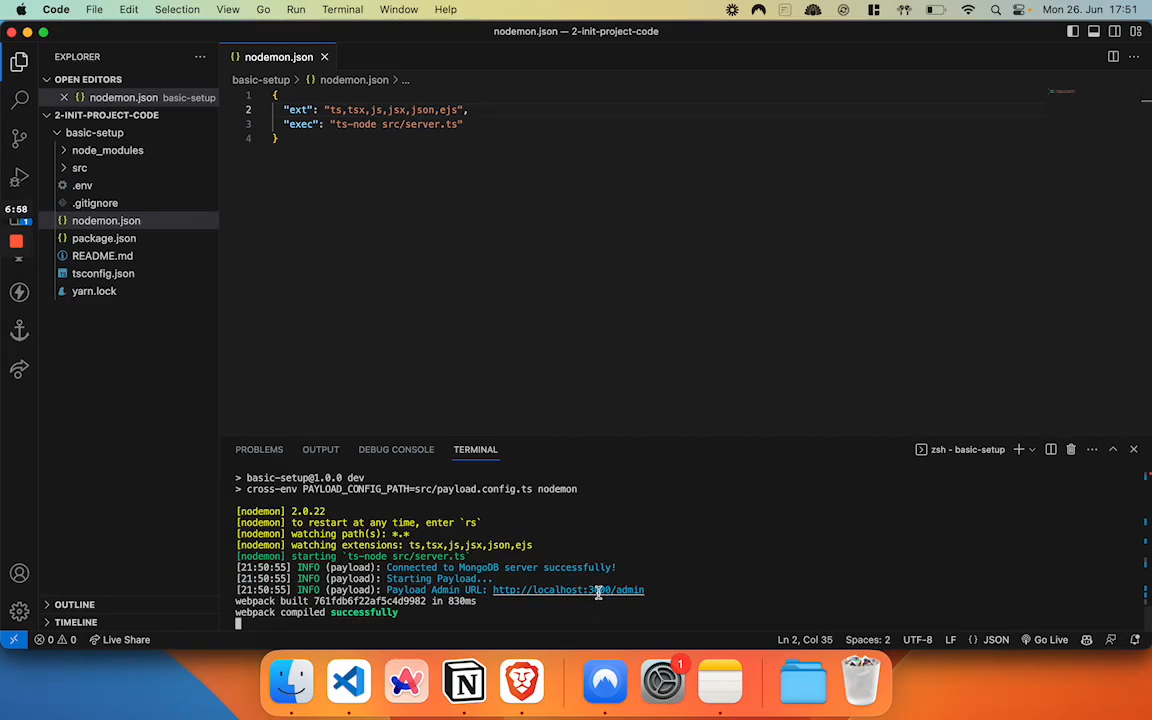 Code File Edit Selection View Go Run Terminal Window Help Mon 26. Jun 17:51
nodemon.json — 2-init-project-code
EXPLORER
OPEN EDITORS
{} nodemon.json basic-setup
2-INIT-PROJECT-CODE
basic-setup
node_modules
src
.env
.gitignore
{} nodemon.json
{} package.json
README.md
TS tsconfig.json
yarn.lock
OUTLINE
TIMELINE
6:58
1
{} nodemon.json
basic-setup > {} nodemon.json > ...
1 {
2 "ext": "ts,tsx,js,jsx,json,ejs",
3 "exec": "ts-node src/server.ts"
4 }
PROBLEMS OUTPUT DEBUG CONSOLE TERMINAL zsh - basic-setup
> basic-setup@1.0.0 dev
> cross-env PAYLOAD_CONFIG_PATH=src/payload.config.ts nodemon
[nodemon] 2.0.22
[nodemon] to restart at any time, enter `rs`
[nodemon] watching path(s): *.*
[nodemon] watching extensions: ts,tsx,js,jsx,json,ejs
[nodemon] starting `ts-node src/server.ts`
[21:50:55] INFO (payload): Connected to MongoDB server successfully!
[21:50:55] INFO (payload): Starting Payload...
[21:50:55] INFO (payload): Payload Admin URL: http://localhost:3000/admin
webpack built 761fdb6f22af5c4d9982 in 830ms
webpack compiled successfully
0 0 Live Share Ln 2, Col 35 Spaces: 2 UTF-8 LF {} JSON Go Live
1